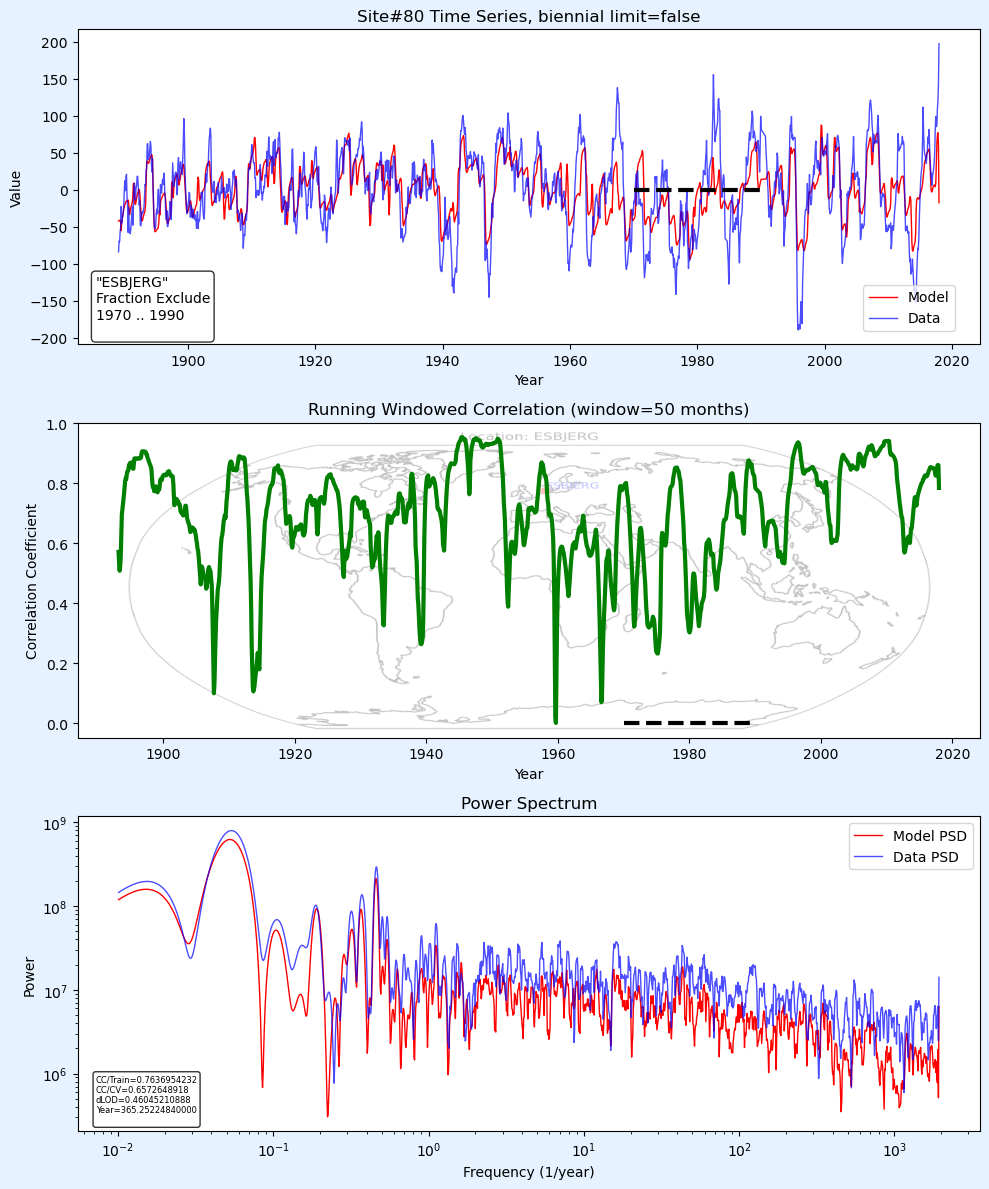 Site#80 Time Series, biennial limit=false
200
150
100
50
0
−50
−100
−150
−200
Value
"ESBJERG"
Fraction Exclude
1970 .. 1990
Model
Data
1900
1920
1940
1960
1980
2000
2020
Year
Running Windowed Correlation (window=50 months)
Location: ESBJERG
ESBJERG
1.0
0.8
0.6
0.4
0.2
0.0
Correlation Coefficient
1900
1920
1940
1960
1980
2000
2020
Year
Power Spectrum
Model PSD
Data PSD
10⁹
10⁸
10⁷
10⁶
Power
CC/Train=0.7636954232
CC/CV=0.6572648918
dLOD=0.46045210888
Year=365.25224840000
10⁻²
10⁻¹
10⁰
10¹
10²
10³
Frequency (1/year)